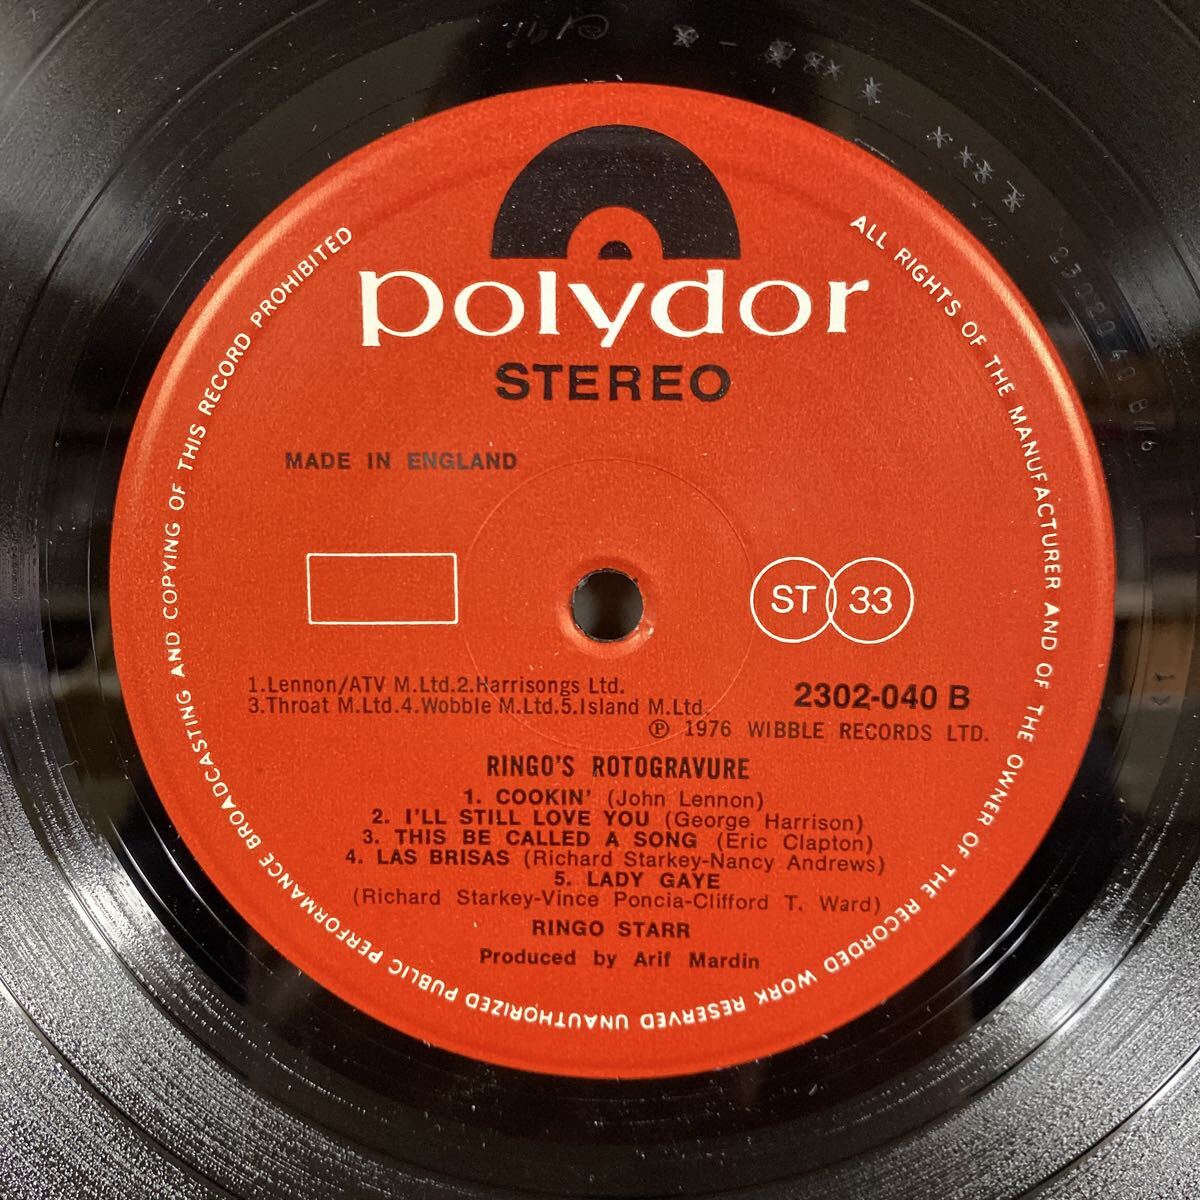 polydor
STEREO
MADE IN ENGLAND
ST 33
1.Lennon/ATV M.Ltd.2.Harrisongs Ltd.
3.Throat M.Ltd.4.Wobble M.Ltd.5.Island M.Ltd.
2302-040 B
℗ 1976 WIBBLE RECORDS LTD.
RINGO'S ROTOGRAVURE
1. COOKIN' (John Lennon)
2. I'LL STILL LOVE YOU (George Harrison)
3. THIS BE CALLED A SONG (Eric Clapton)
4. LAS BRISAS (Richard Starkey-Nancy Andrews)
5. LADY GAYE
(Richard Starkey-Vince Poncia-Clifford T. Ward)
RINGO STARR
Produced by Arif Mardin
ALL RIGHTS OF THE MANUFACTURER AND OF THE OWNER OF THE RECORDED WORK RESERVED UNAUTHORIZED PUBLIC PERFORMANCE BROADCASTING AND COPYING OF THIS RECORD PROHIBITED